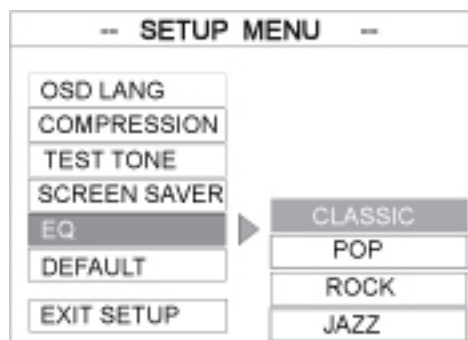 -- SETUP MENU --
OSD LANG
COMPRESSION
TEST TONE
SCREEN SAVER
EQ
DEFAULT
EXIT SETUP
CLASSIC
POP
ROCK
JAZZ